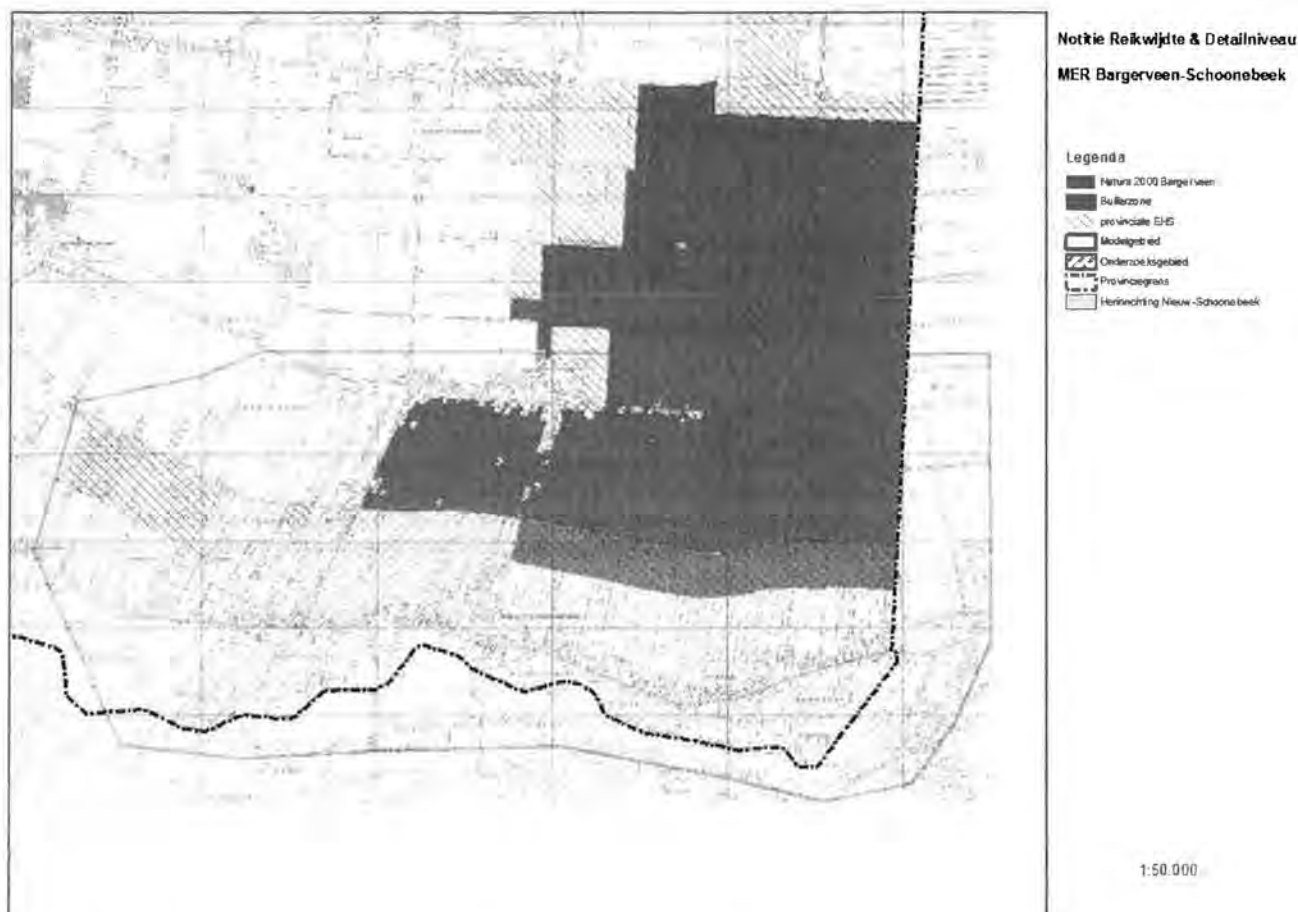 Notitie Reikwijdte & Detailniveau
MER Bargerveen-Schoonebeek
Legenda
Natura 2000 Bargerveen
Bufferzone
provinciale EHS
Modelgebied
Onderzoeksgebied
Provinciegrens
Herinrichting Nieuw-Schoonebeek
1:50.000